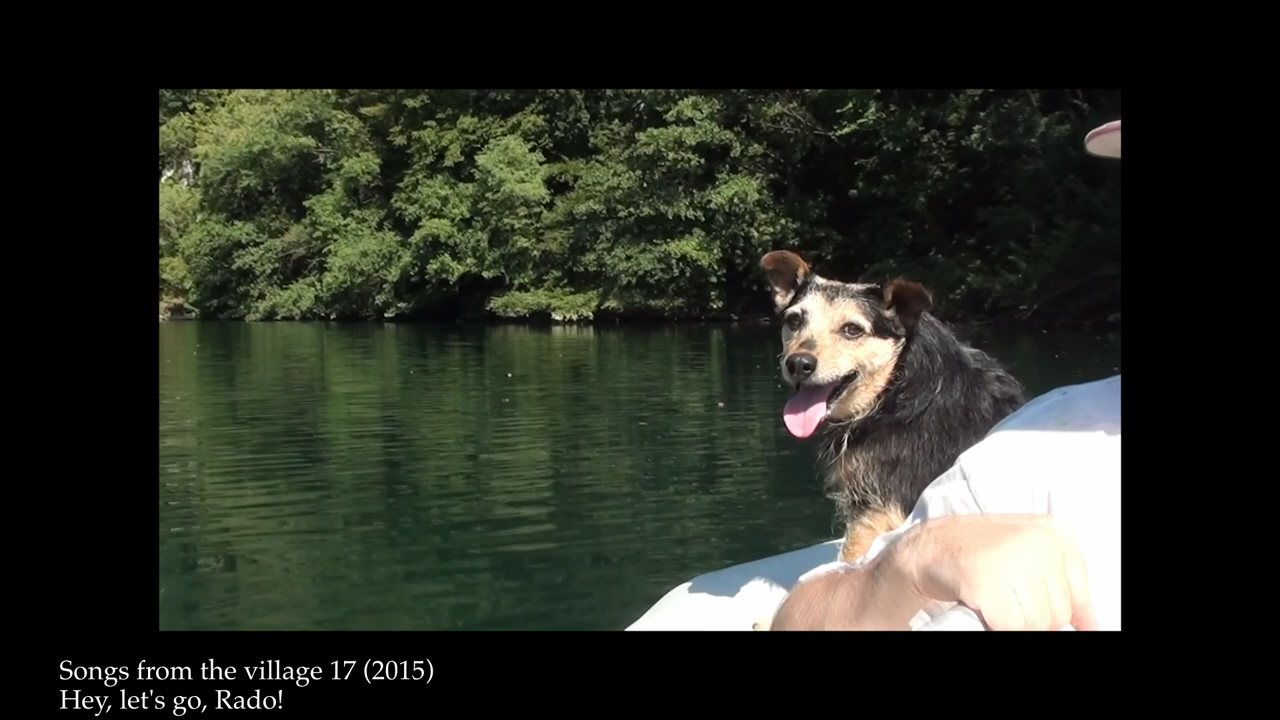 Songs from the village 17 (2015)
Hey, let's go, Rado!